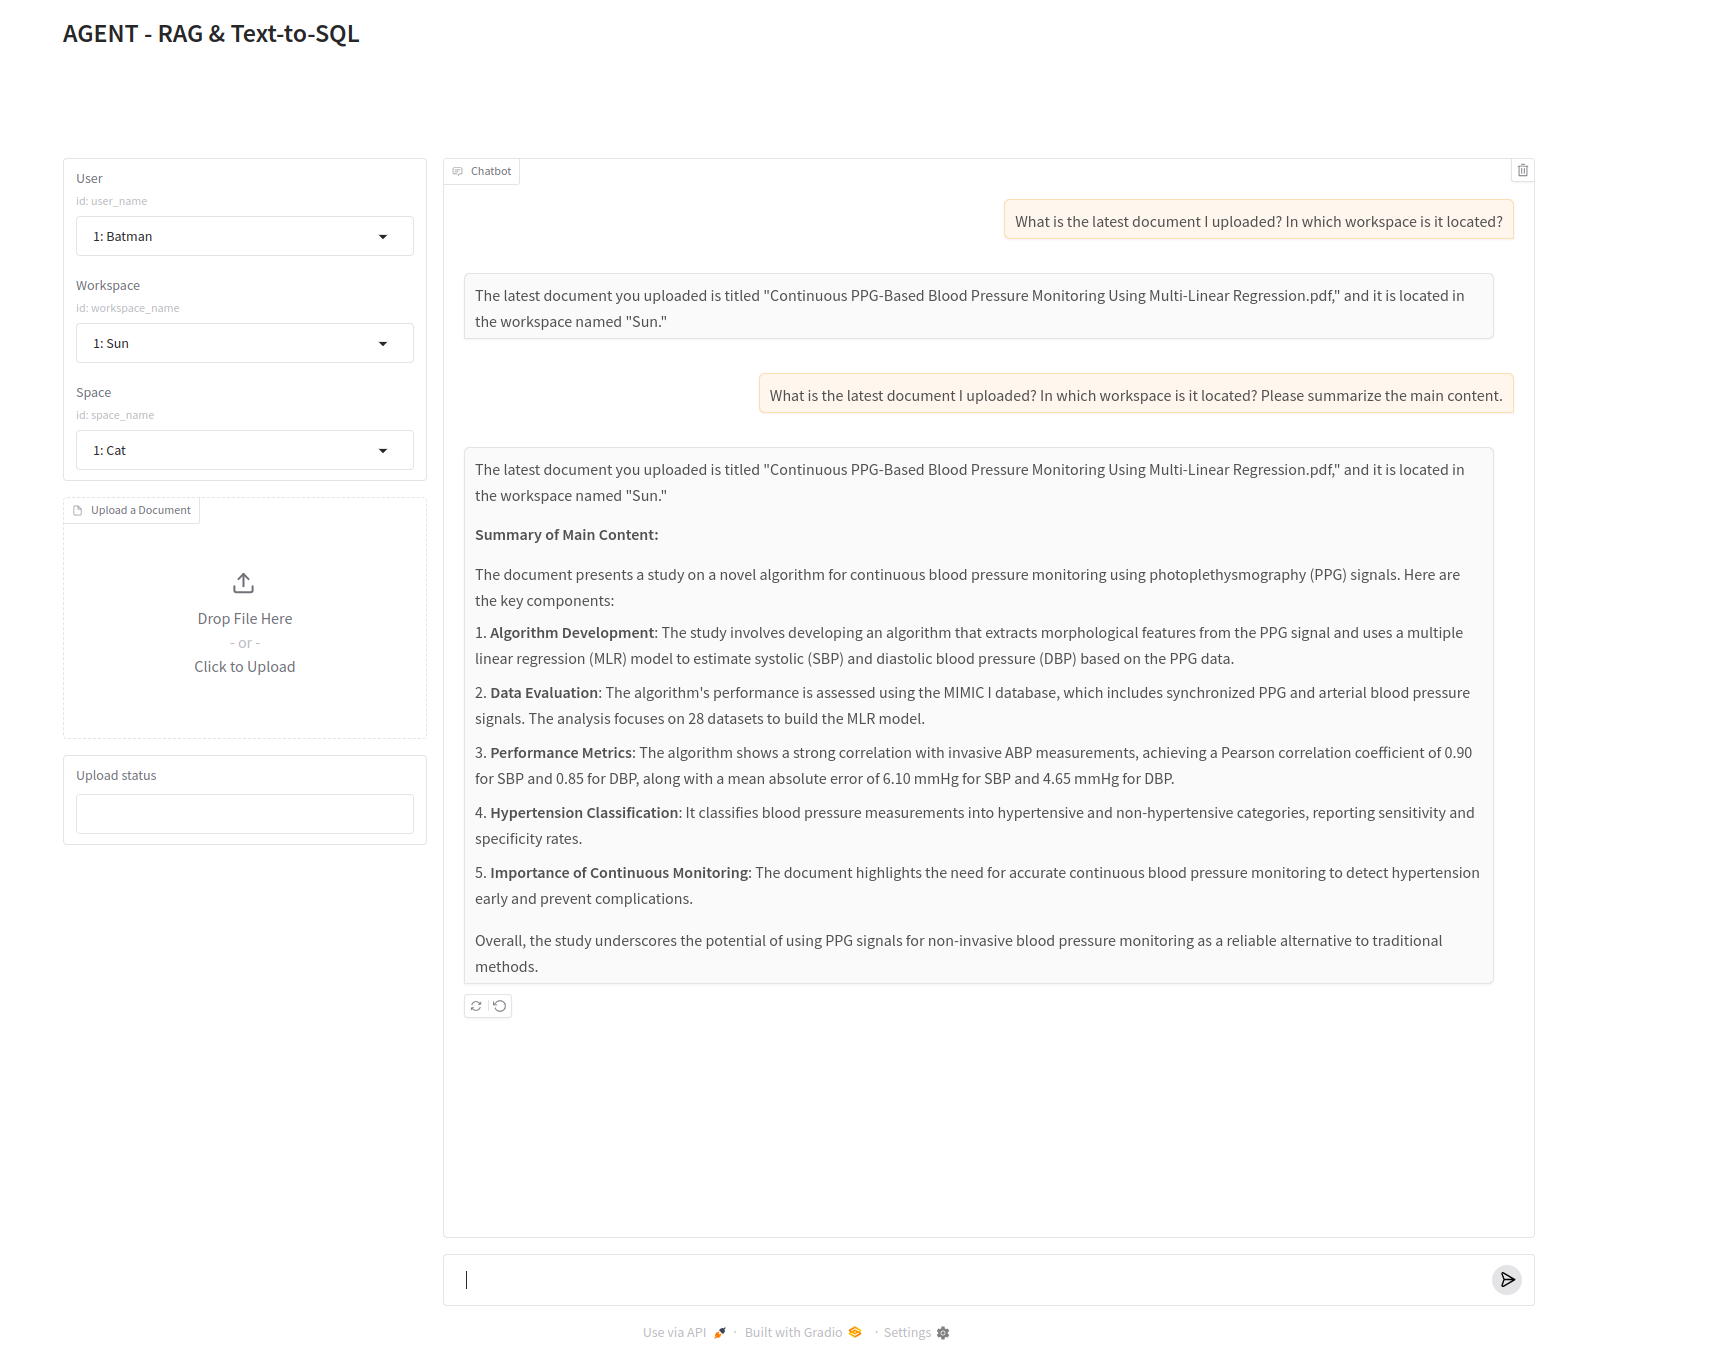 AGENT - RAG & Text-to-SQL
User
id: user_name
1: Batman
Workspace
id: workspace_name
1: Sun
Space
id: space_name
1: Cat
Upload a Document
Drop File Here
- or -
Click to Upload
Upload status
Chatbot
What is the latest document I uploaded? In which workspace is it located?
The latest document you uploaded is titled "Continuous PPG-Based Blood Pressure Monitoring Using Multi-Linear Regression.pdf," and it is located in
the workspace named "Sun."
What is the latest document I uploaded? In which workspace is it located? Please summarize the main content.
The latest document you uploaded is titled "Continuous PPG-Based Blood Pressure Monitoring Using Multi-Linear Regression.pdf," and it is located in
the workspace named "Sun."
Summary of Main Content:
The document presents a study on a novel algorithm for continuous blood pressure monitoring using photoplethysmography (PPG) signals. Here are
the key components:
1. Algorithm Development: The study involves developing an algorithm that extracts morphological features from the PPG signal and uses a multiple
linear regression (MLR) model to estimate systolic (SBP) and diastolic blood pressure (DBP) based on the PPG data.
2. Data Evaluation: The algorithm's performance is assessed using the MIMIC I database, which includes synchronized PPG and arterial blood pressure
signals. The analysis focuses on 28 datasets to build the MLR model.
3. Performance Metrics: The algorithm shows a strong correlation with invasive ABP measurements, achieving a Pearson correlation coefficient of 0.90
for SBP and 0.85 for DBP, along with a mean absolute error of 6.10 mmHg for SBP and 4.65 mmHg for DBP.
4. Hypertension Classification: It classifies blood pressure measurements into hypertensive and non-hypertensive categories, reporting sensitivity and
specificity rates.
5. Importance of Continuous Monitoring: The document highlights the need for accurate continuous blood pressure monitoring to detect hypertension
early and prevent complications.
Overall, the study underscores the potential of using PPG signals for non-invasive blood pressure monitoring as a reliable alternative to traditional
methods.
Use via API · Built with Gradio · Settings